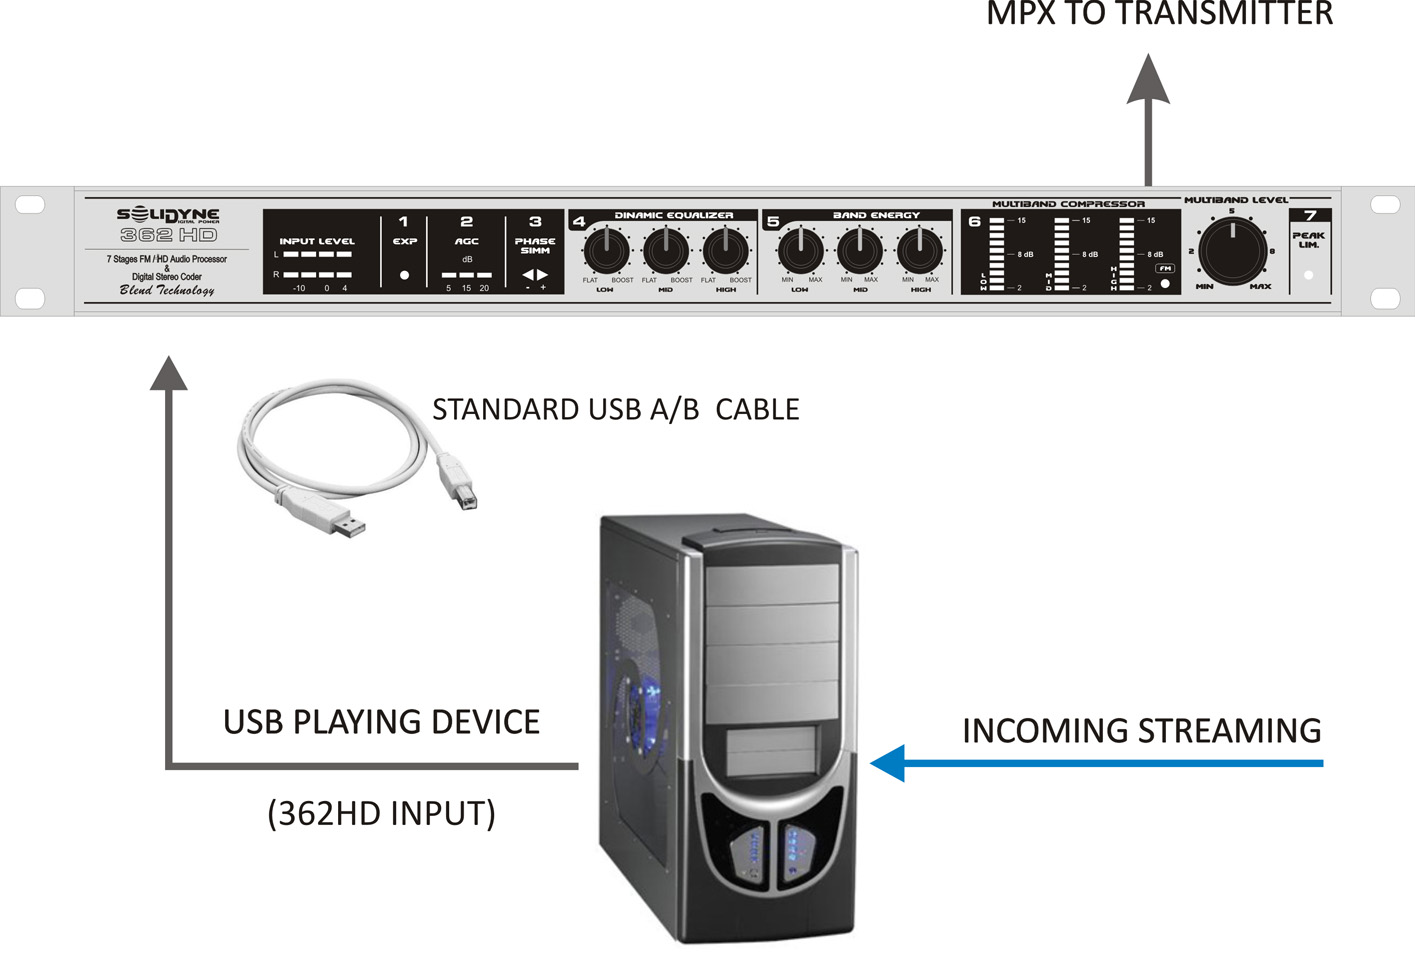 MPX TO TRANSMITTER
SOLIDYNE
DIGITAL POWER
362 HD
7 Stages FM / HD Audio Processor
&
Digital Stereo Coder
Blend Technology
INPUT LEVEL
L
R
-10 0 4
1
EXP
2
AGC
dB
5 15 20
3
PHASE
SIMM
- +
4 DINAMIC EQUALIZER
FLAT BOOST FLAT BOOST FLAT BOOST
LOW MID HIGH
5 BAND ENERGY
MIN MAX MIN MAX MIN MAX
LOW MID HIGH
MULTIBAND COMPRESSOR
6
15 15 15
8 dB 8 dB 8 dB
2 2 2
LOW MID HIGH
FM
MULTIBAND LEVEL
5
2 8
MIN MAX
7
PEAK
LIM.
STANDARD USB A/B CABLE
USB PLAYING DEVICE
(362HD INPUT)
INCOMING STREAMING